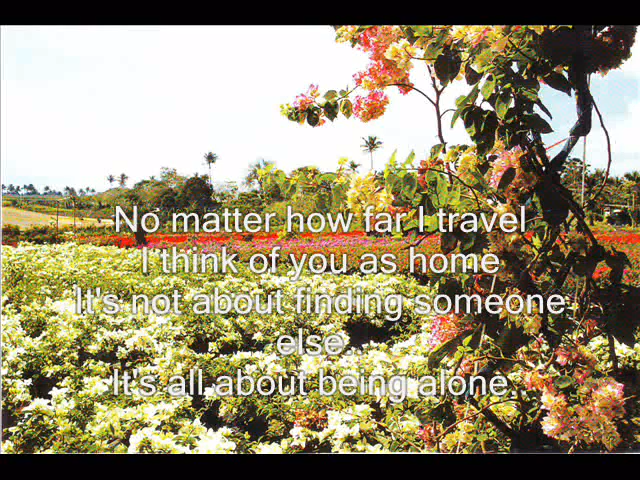 No matter how far I travel
I think of you as home
It's not about finding someone
else..
It's all about being alone